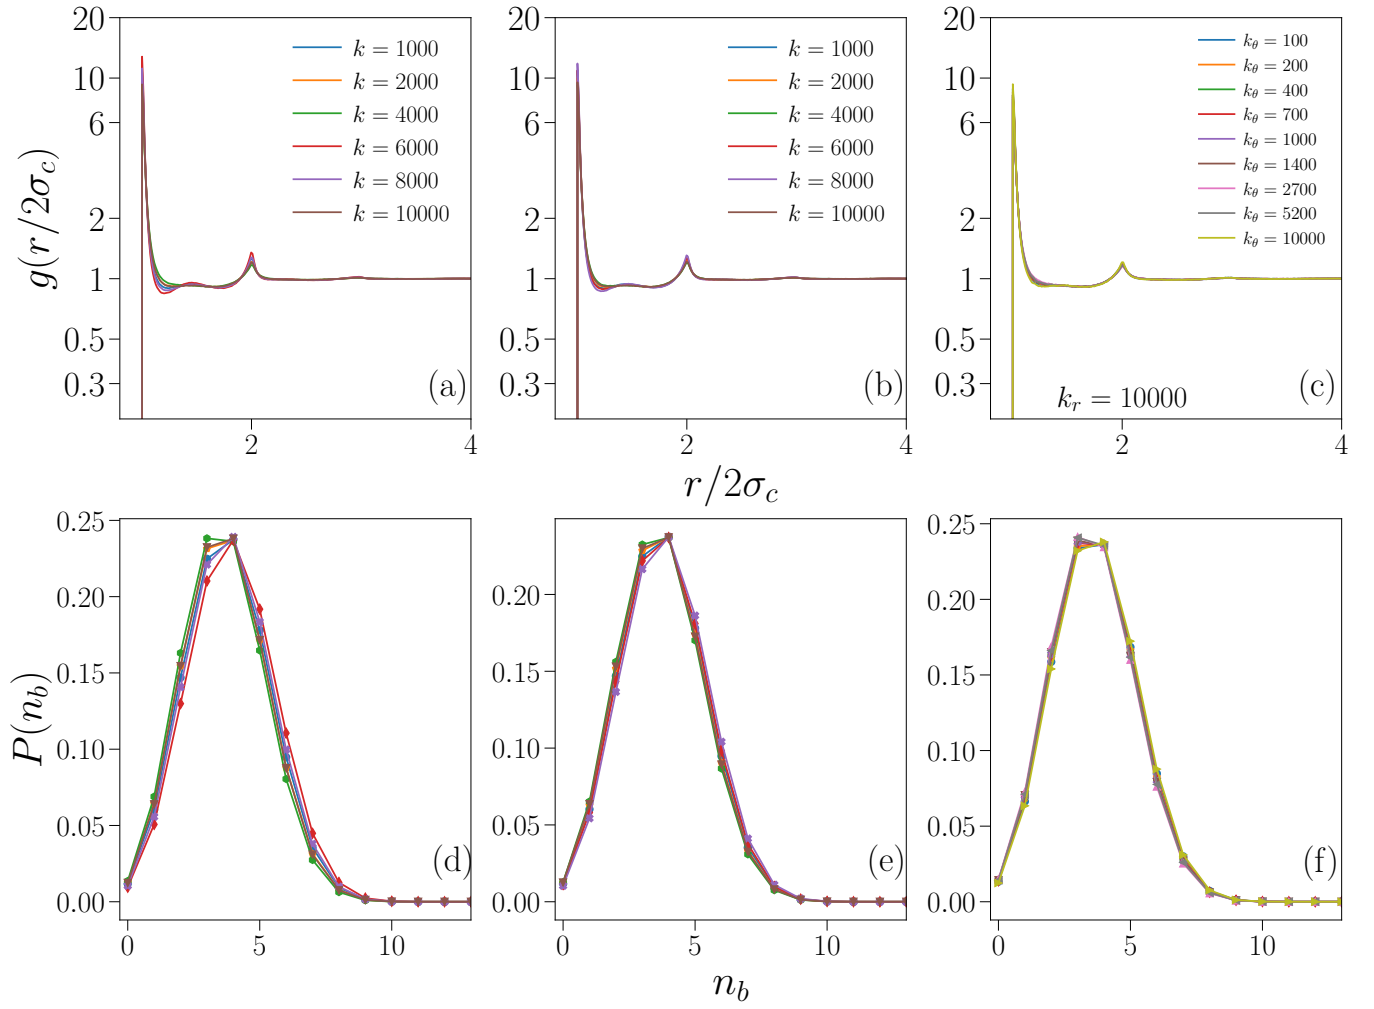 g(r/2σ_c)
20
10
6
2
1
0.5
0.3
k = 1000
k = 2000
k = 4000
k = 6000
k = 8000
k = 10000
(a)
2
4
k = 1000
k = 2000
k = 4000
k = 6000
k = 8000
k = 10000
20
10
6
2
1
0.5
0.3
(b)
2
4
20
10
6
2
1
0.5
0.3
k_θ = 100
k_θ = 200
k_θ = 400
k_θ = 700
k_θ = 1000
k_θ = 1400
k_θ = 2700
k_θ = 5200
k_θ = 10000
k_r = 10000
(c)
2
4
r/2σ_c
P(n_b)
0.25
0.20
0.15
0.10
0.05
0.00
(d)
0
5
10
0.20
0.15
0.10
0.05
0.00
(e)
0
5
10
0.25
0.20
0.15
0.10
0.05
0.00
(f)
0
5
10
n_b